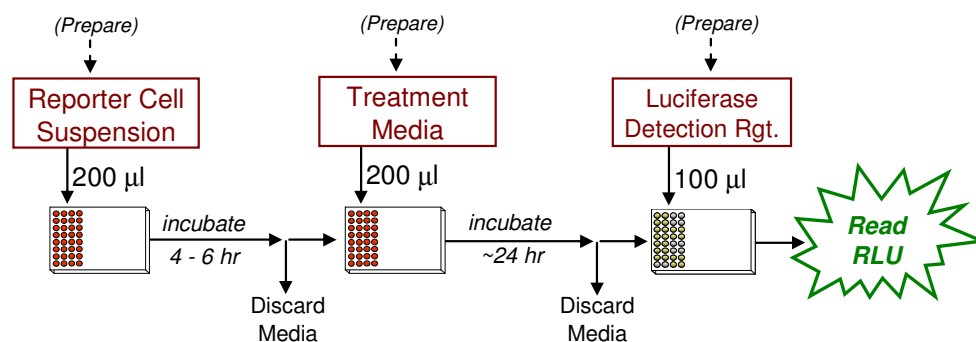 (Prepare)
Reporter Cell
Suspension
200 µl
incubate
4 - 6 hr
Discard
Media
(Prepare)
Treatment
Media
200 µl
incubate
~24 hr
Discard
Media
(Prepare)
Luciferase
Detection Rgt.
100 µl
Read
RLU